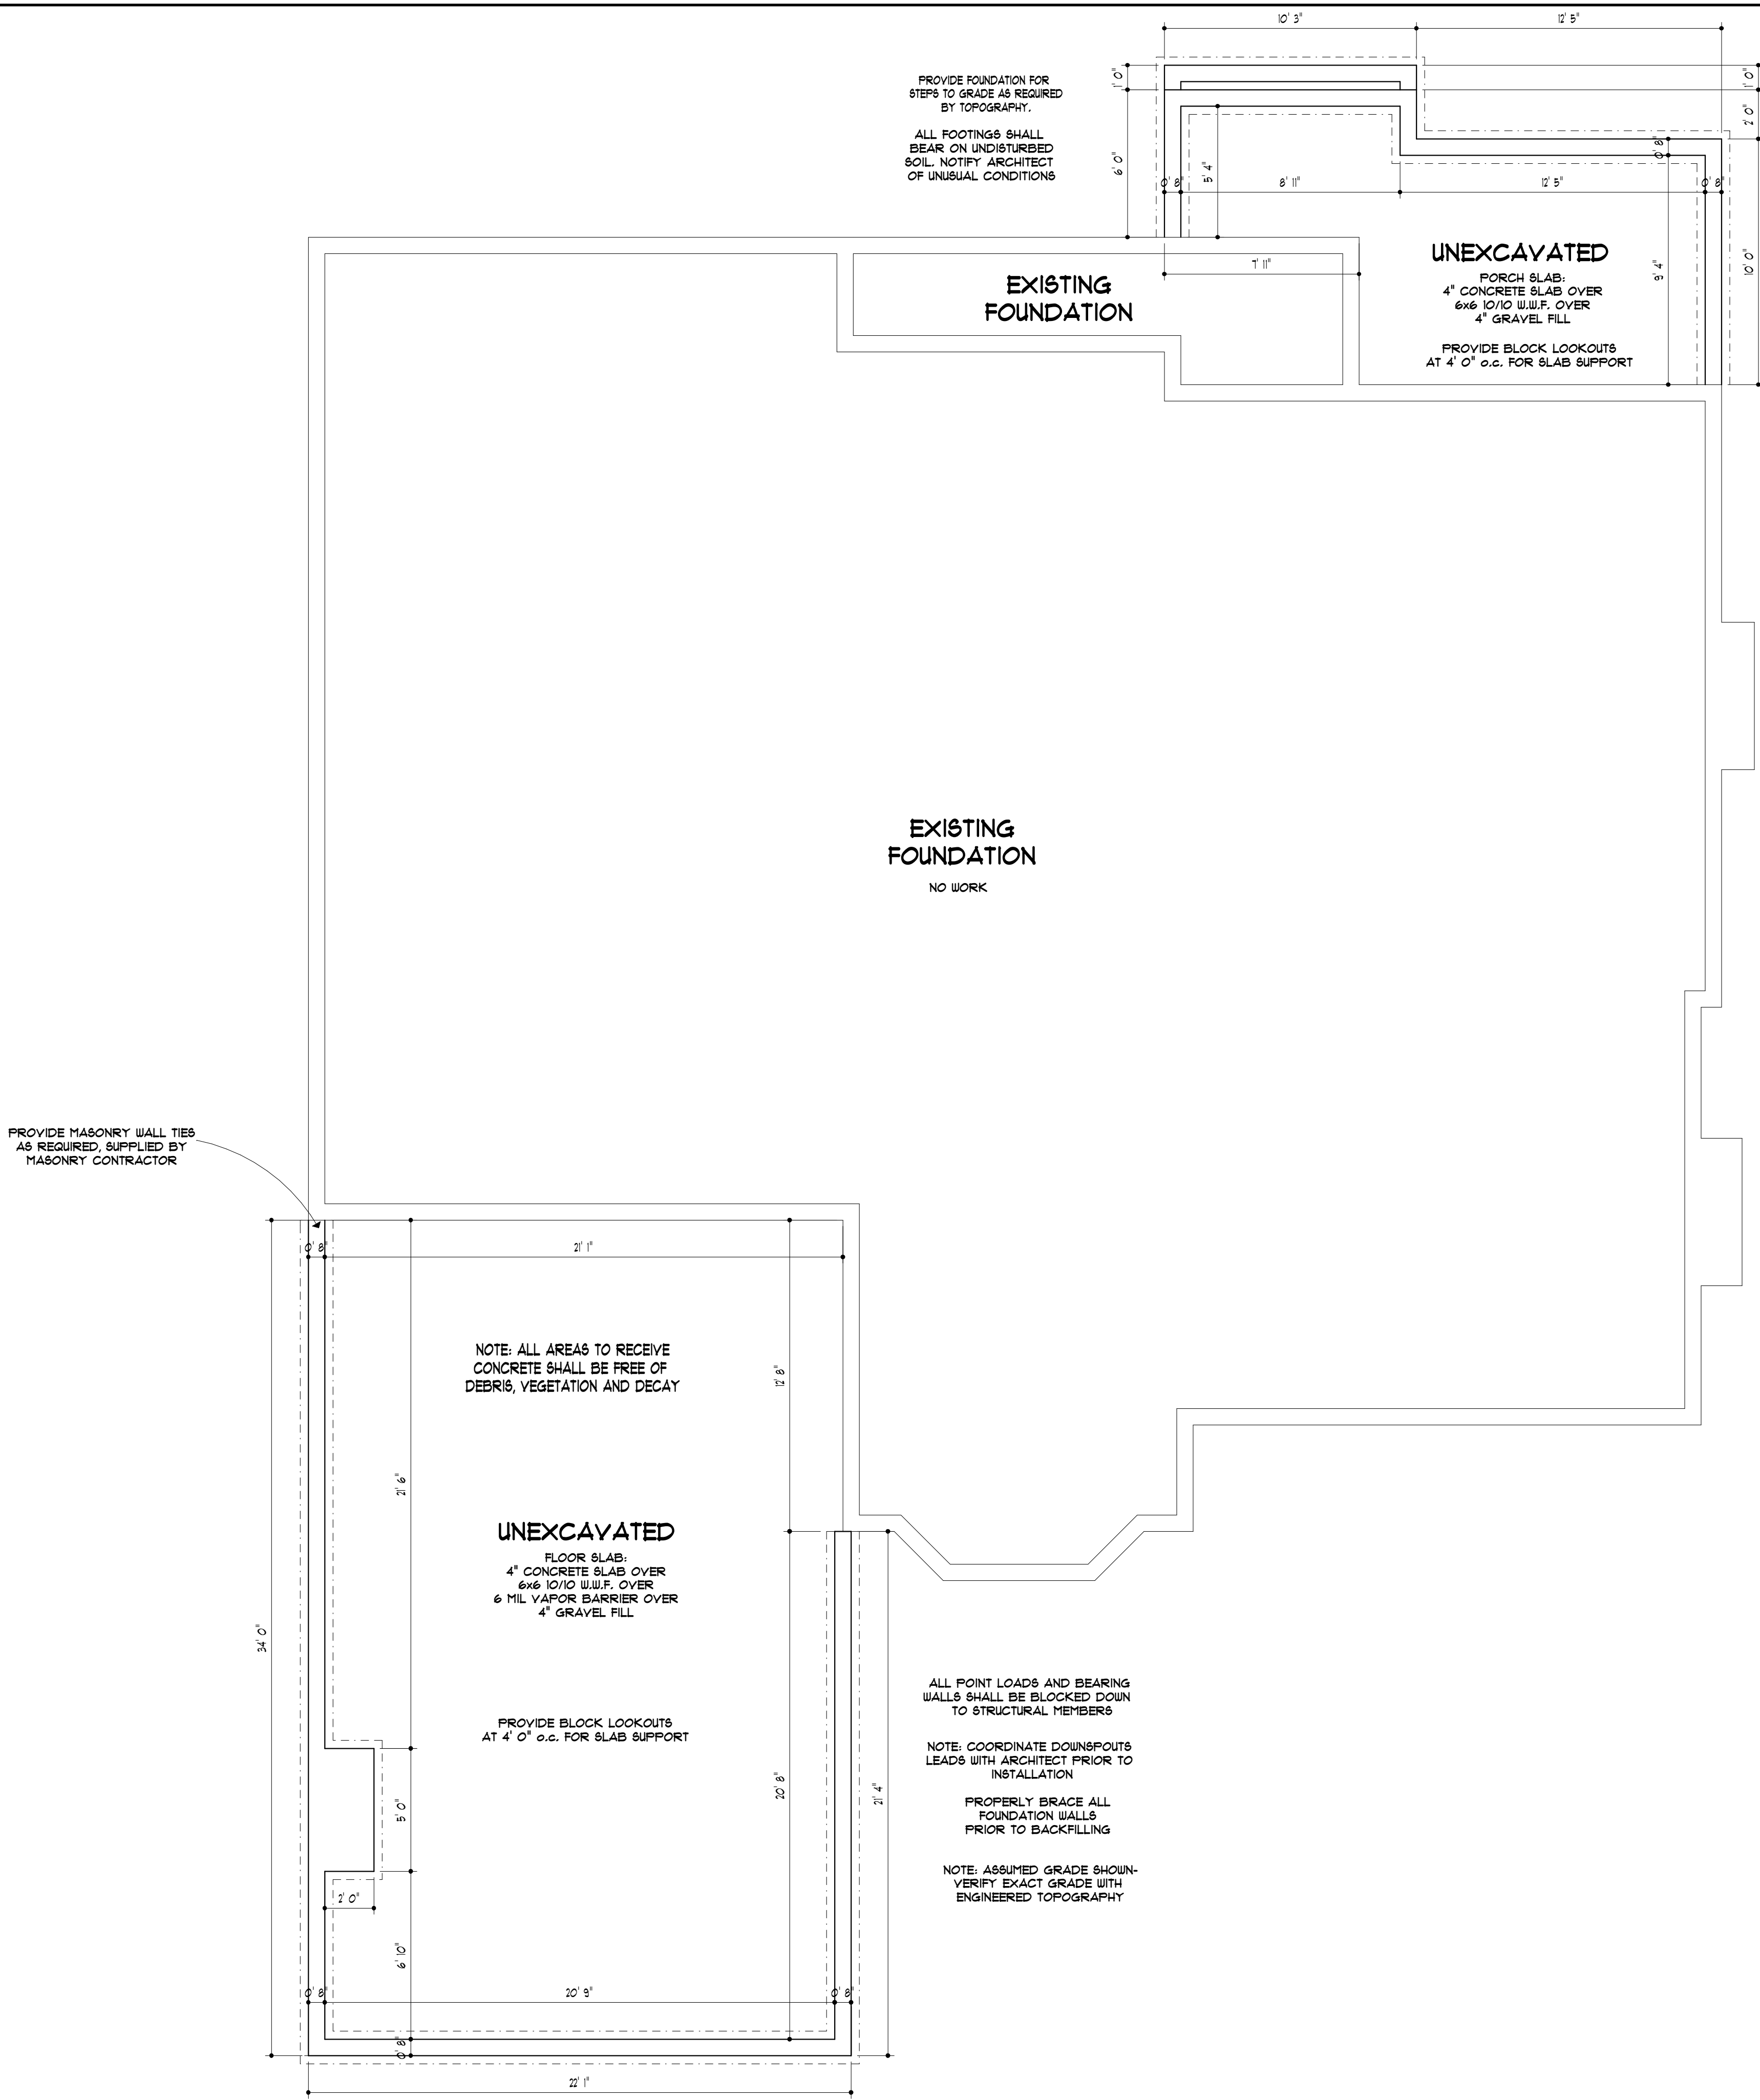 10' 3"
12' 5"
PROVIDE FOUNDATION FOR
STEPS TO GRADE AS REQUIRED
BY TOPOGRAPHY.
ALL FOOTINGS SHALL
BEAR ON UNDISTURBED
SOIL. NOTIFY ARCHITECT
OF UNUSUAL CONDITIONS
1' 0"
6' 0"
5' 4"
0' 8"
8' 11"
12' 5"
0' 8"
0' 8"
1' 0"
2' 0"
10' 0"
9' 4"
7' 11"
UNEXCAVATED
PORCH SLAB:
4" CONCRETE SLAB OVER
6x6 10/10 W.W.F. OVER
4" GRAVEL FILL
PROVIDE BLOCK LOOKOUTS
AT 4' 0" o.c. FOR SLAB SUPPORT
EXISTING
FOUNDATION
EXISTING
FOUNDATION
NO WORK
PROVIDE MASONRY WALL TIES
AS REQUIRED, SUPPLIED BY
MASONRY CONTRACTOR
0' 8"
21' 1"
NOTE: ALL AREAS TO RECEIVE
CONCRETE SHALL BE FREE OF
DEBRIS, VEGETATION AND DECAY
12' 8"
21' 6"
UNEXCAVATED
FLOOR SLAB:
4" CONCRETE SLAB OVER
6x6 10/10 W.W.F. OVER
6 MIL VAPOR BARRIER OVER
4" GRAVEL FILL
34' 0"
PROVIDE BLOCK LOOKOUTS
AT 4' 0" o.c. FOR SLAB SUPPORT
ALL POINT LOADS AND BEARING
WALLS SHALL BE BLOCKED DOWN
TO STRUCTURAL MEMBERS
NOTE: COORDINATE DOWNSPOUTS
LEADS WITH ARCHITECT PRIOR TO
INSTALLATION
PROPERLY BRACE ALL
FOUNDATION WALLS
PRIOR TO BACKFILLING
NOTE: ASSUMED GRADE SHOWN-
VERIFY EXACT GRADE WITH
ENGINEERED TOPOGRAPHY
20' 8"
21' 4"
5' 0"
2' 0"
6' 10"
0' 8"
20' 9"
0' 8"
0' 8"
22' 1"